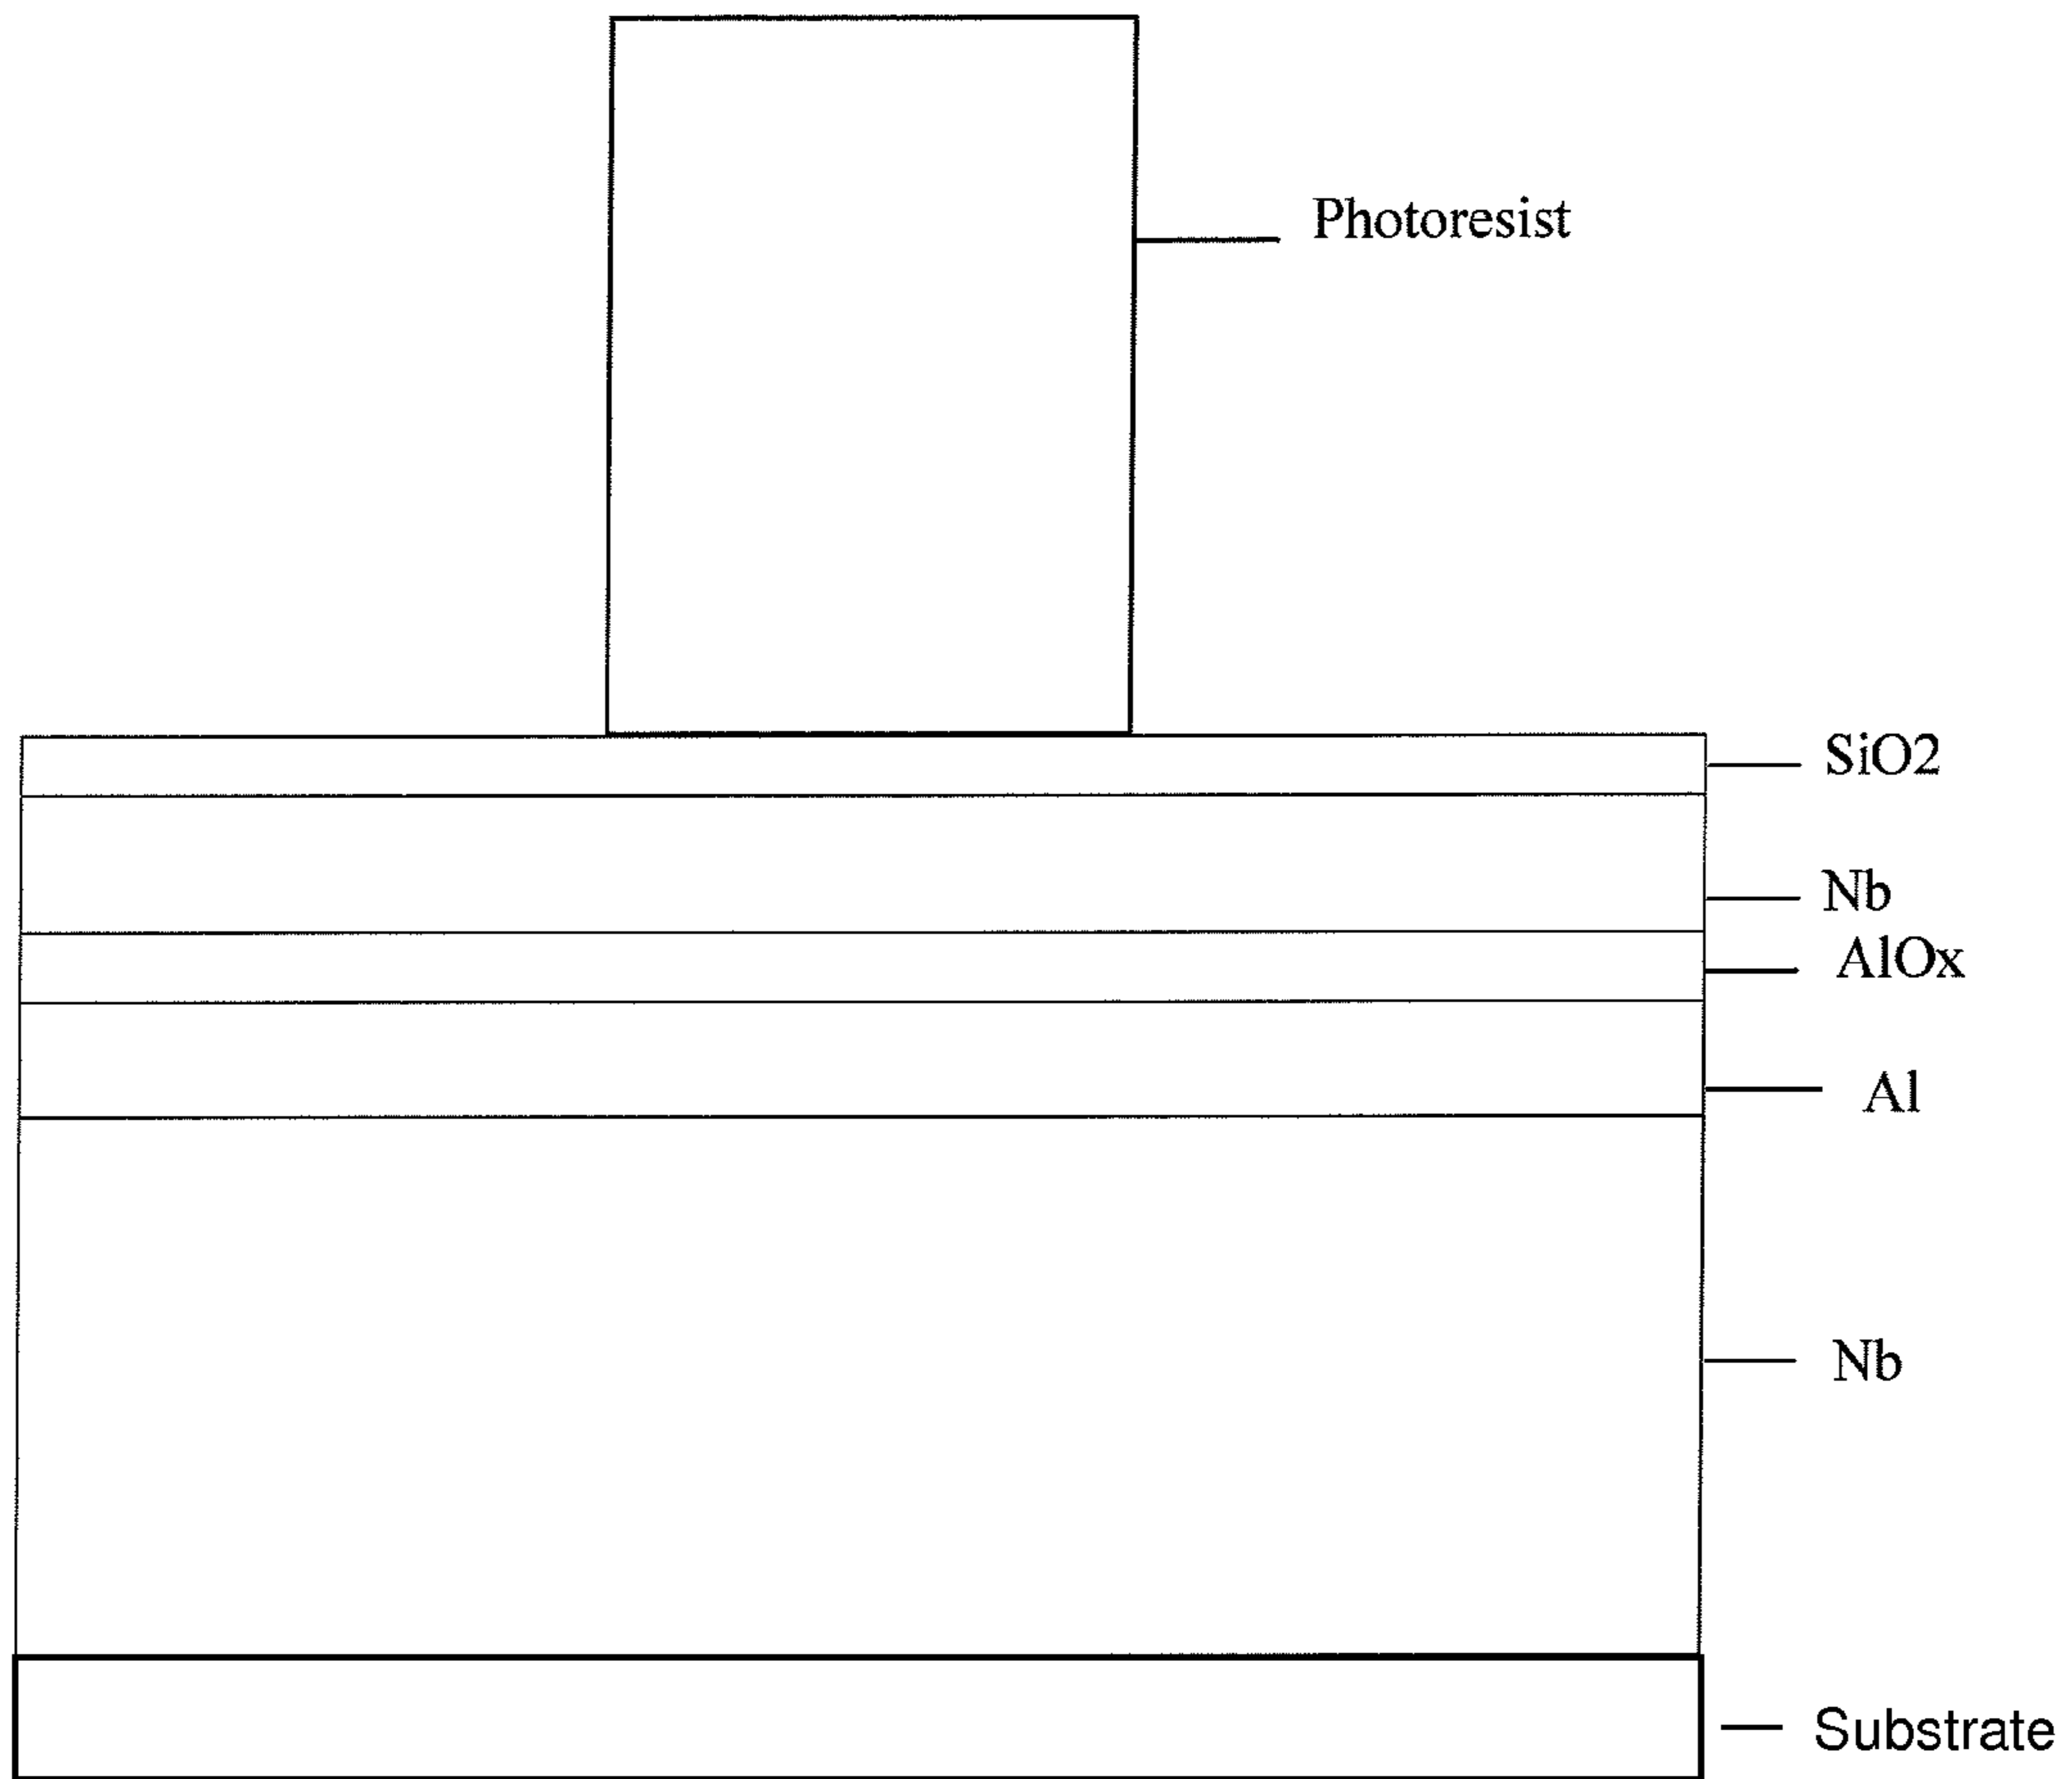 Photoresist
SiO2
Nb
AlOx
Al
Nb
Substrate